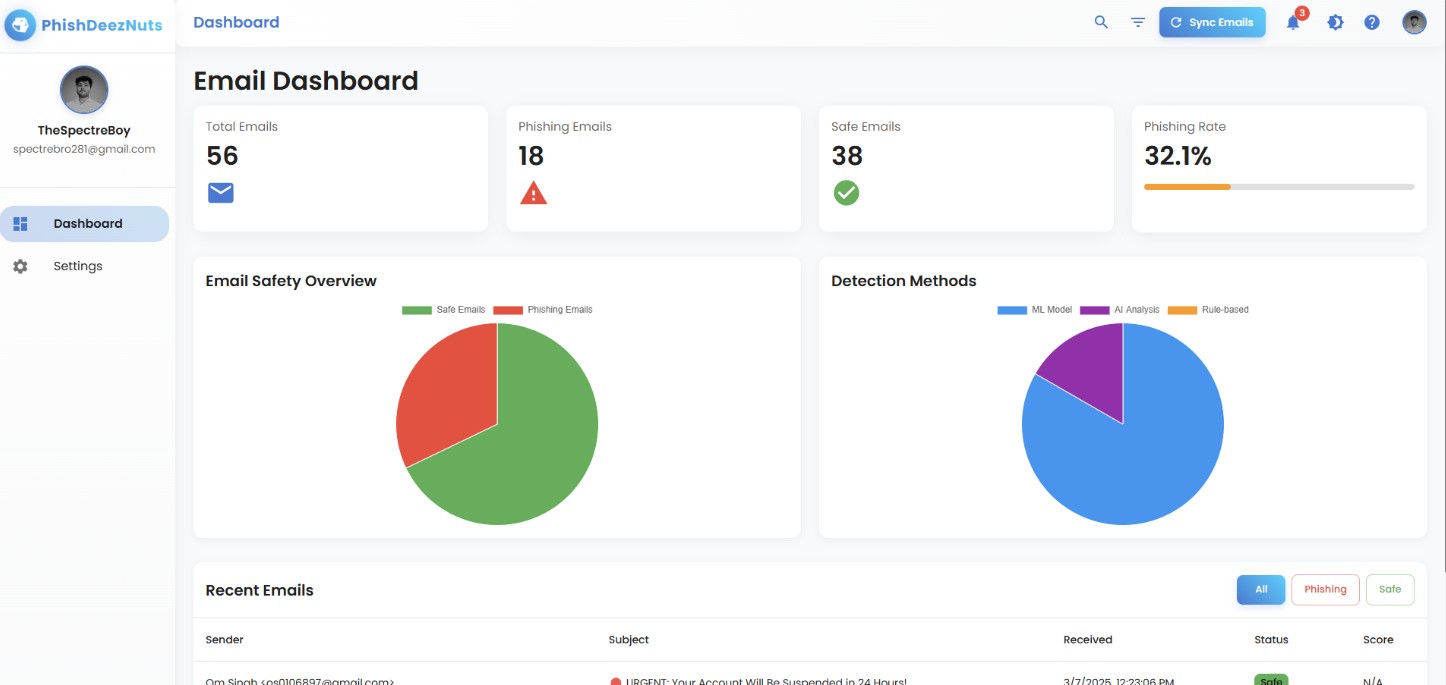 PhishDeezNuts
Dashboard
Sync Emails
3
TheSpectreBoy
spectrebro281@gmail.com
Dashboard
Settings
Email Dashboard
Total Emails
56
Phishing Emails
18
Safe Emails
38
Phishing Rate
32.1%
Email Safety Overview
Safe Emails Phishing Emails
Detection Methods
ML Model AI Analysis Rule-based
Recent Emails
All Phishing Safe
Sender Subject Received Status Score
Om Singh <os0106897@gmail.com> URGENT: Your Account Will Be Suspended in 24 Hours! 3/7/2025, 12:23:06 PM Safe N/A